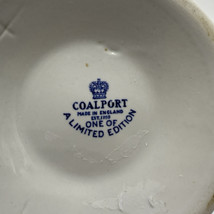 COALPORT
MADE IN ENGLAND
EST. 1750
ONE OF
A LIMITED EDITION